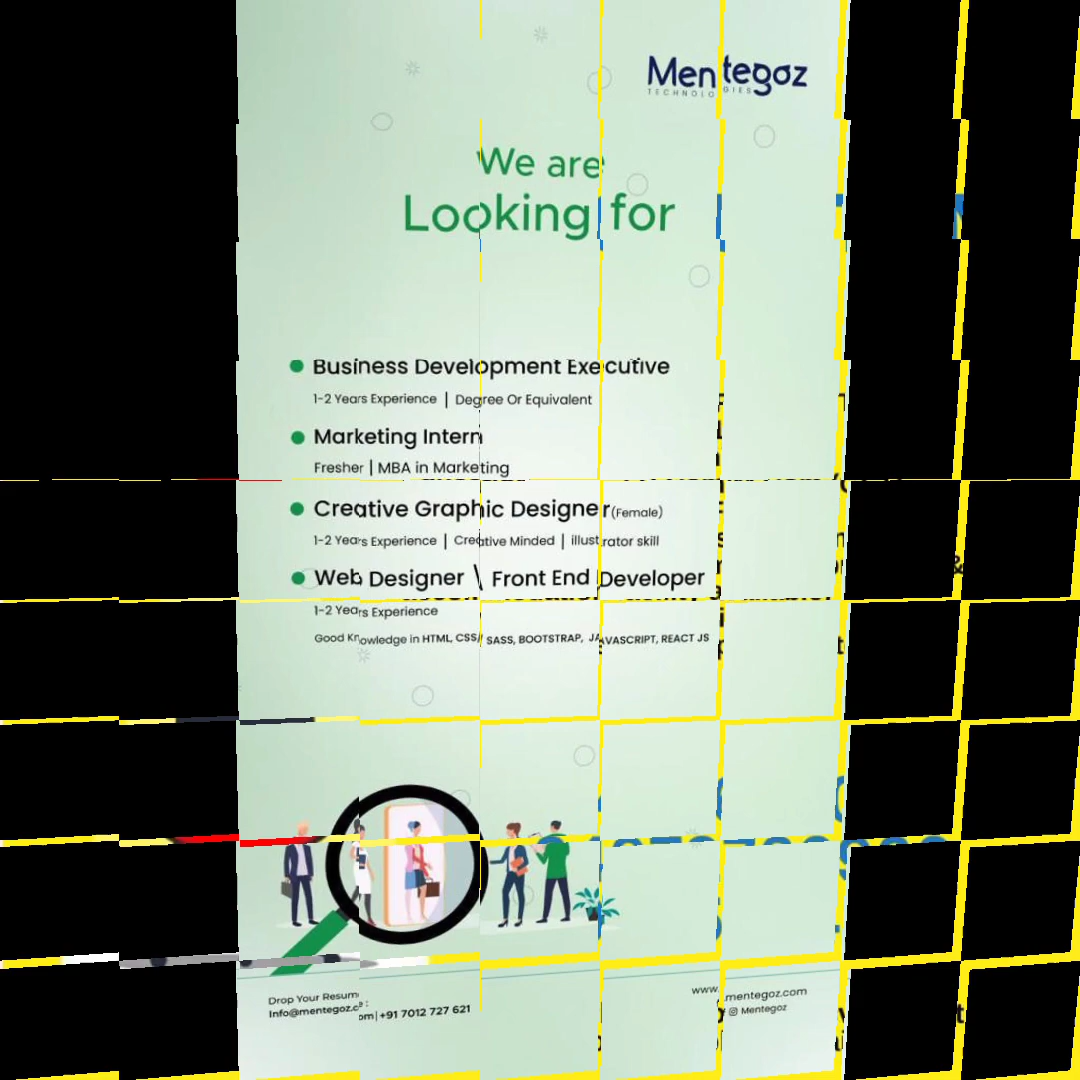 Mentegoz
TECHNOLOGIES
We are
Looking for
Business Development Executive
1-2 Years Experience | Degree Or Equivalent
Marketing Intern
Fresher | MBA in Marketing
Creative Graphic Designer (Female)
1-2 Years Experience | Creative Minded | illustrator skill
Web Designer \ Front End Developer
1-2 Years Experience
Good Knowledge in HTML, CSS/ SASS, BOOTSTRAP, JAVASCRIPT, REACT JS
Drop Your Resume :
Info@mentegoz.com | +91 7012 727 621
www.mentegoz.com
Mentegoz